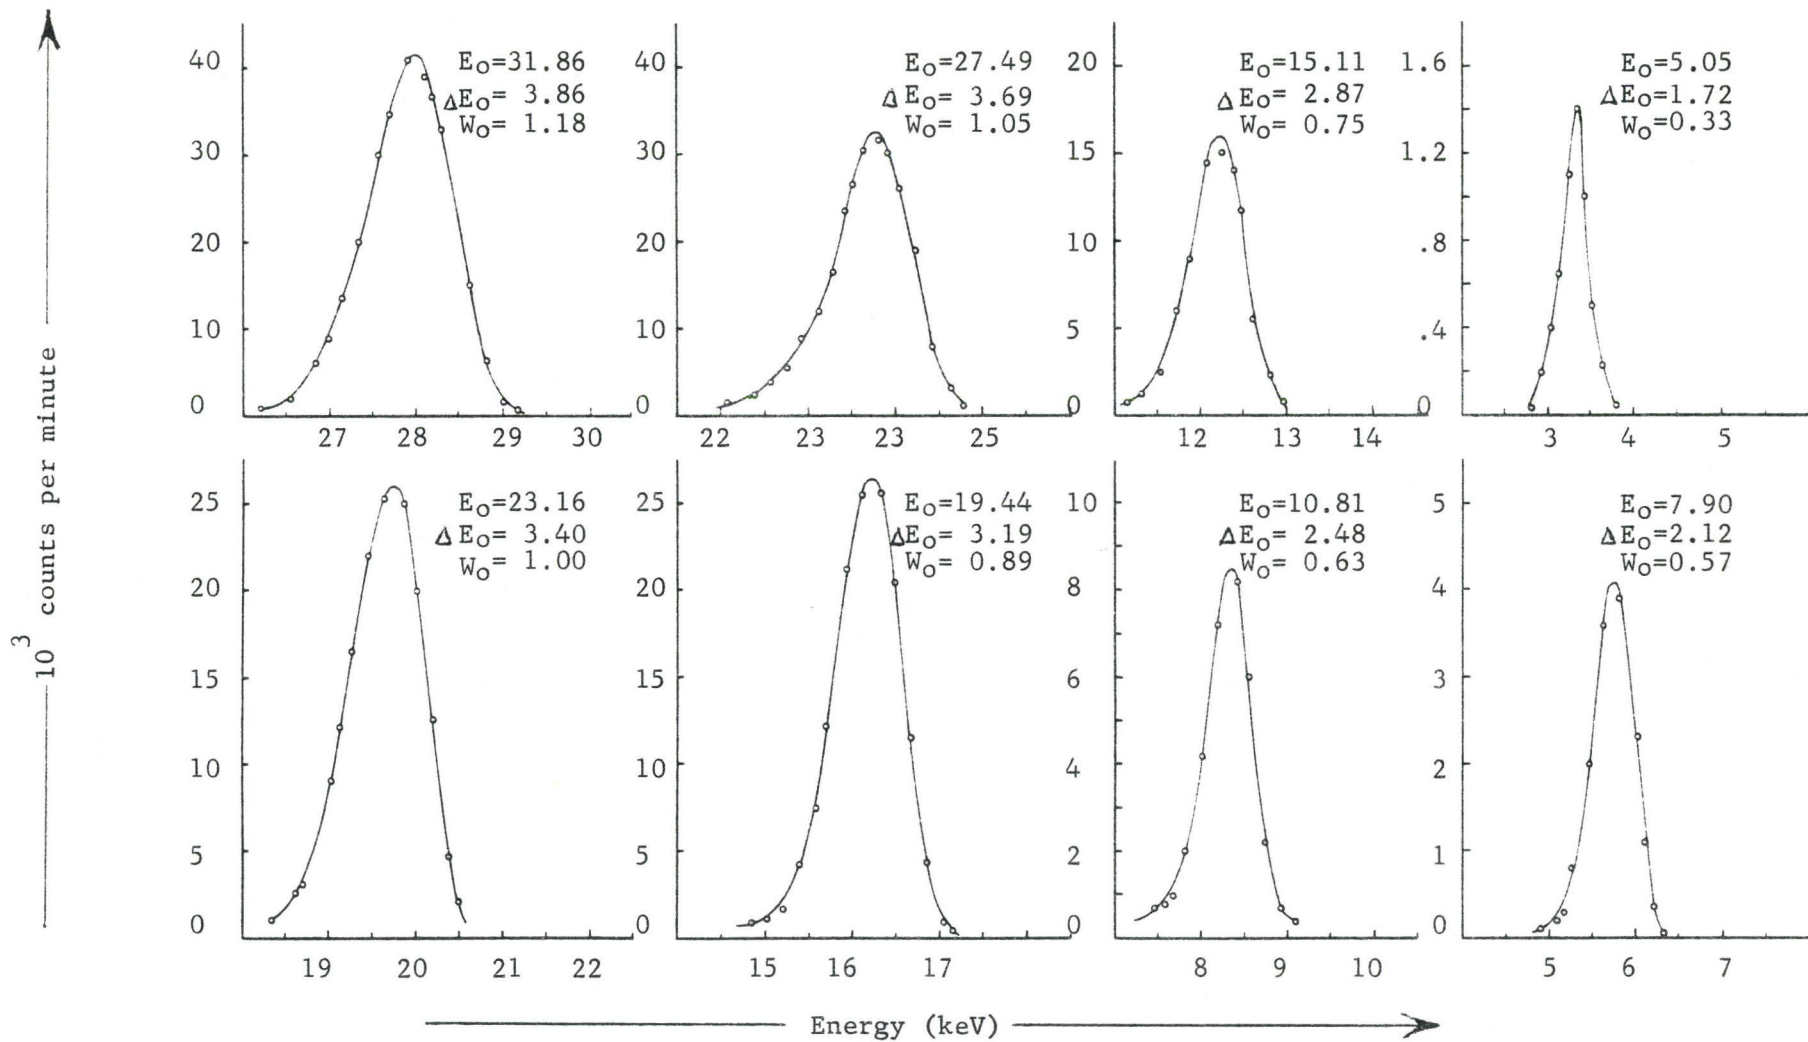 10³ counts per minute
40
30
20
10
0
E₀=31.86
ΔE₀= 3.86
W₀= 1.18
27 28 29 30
40
30
20
10
0
E₀=27.49
ΔE₀= 3.69
W₀= 1.05
22 23 23 25
20
15
10
5
0
E₀=15.11
ΔE₀= 2.87
W₀= 0.75
12 13 14
1.6
1.2
.8
.4
0
E₀=5.05
ΔE₀=1.72
W₀=0.33
3 4 5
25
20
15
10
5
0
E₀=23.16
ΔE₀= 3.40
W₀= 1.00
19 20 21 22
25
20
15
10
5
0
E₀=19.44
ΔE₀= 3.19
W₀= 0.89
15 16 17
10
8
6
4
2
0
E₀=10.81
ΔE₀= 2.48
W₀= 0.63
8 9 10
5
4
3
2
1
0
E₀=7.90
ΔE₀=2.12
W₀=0.57
5 6 7
Energy (keV)